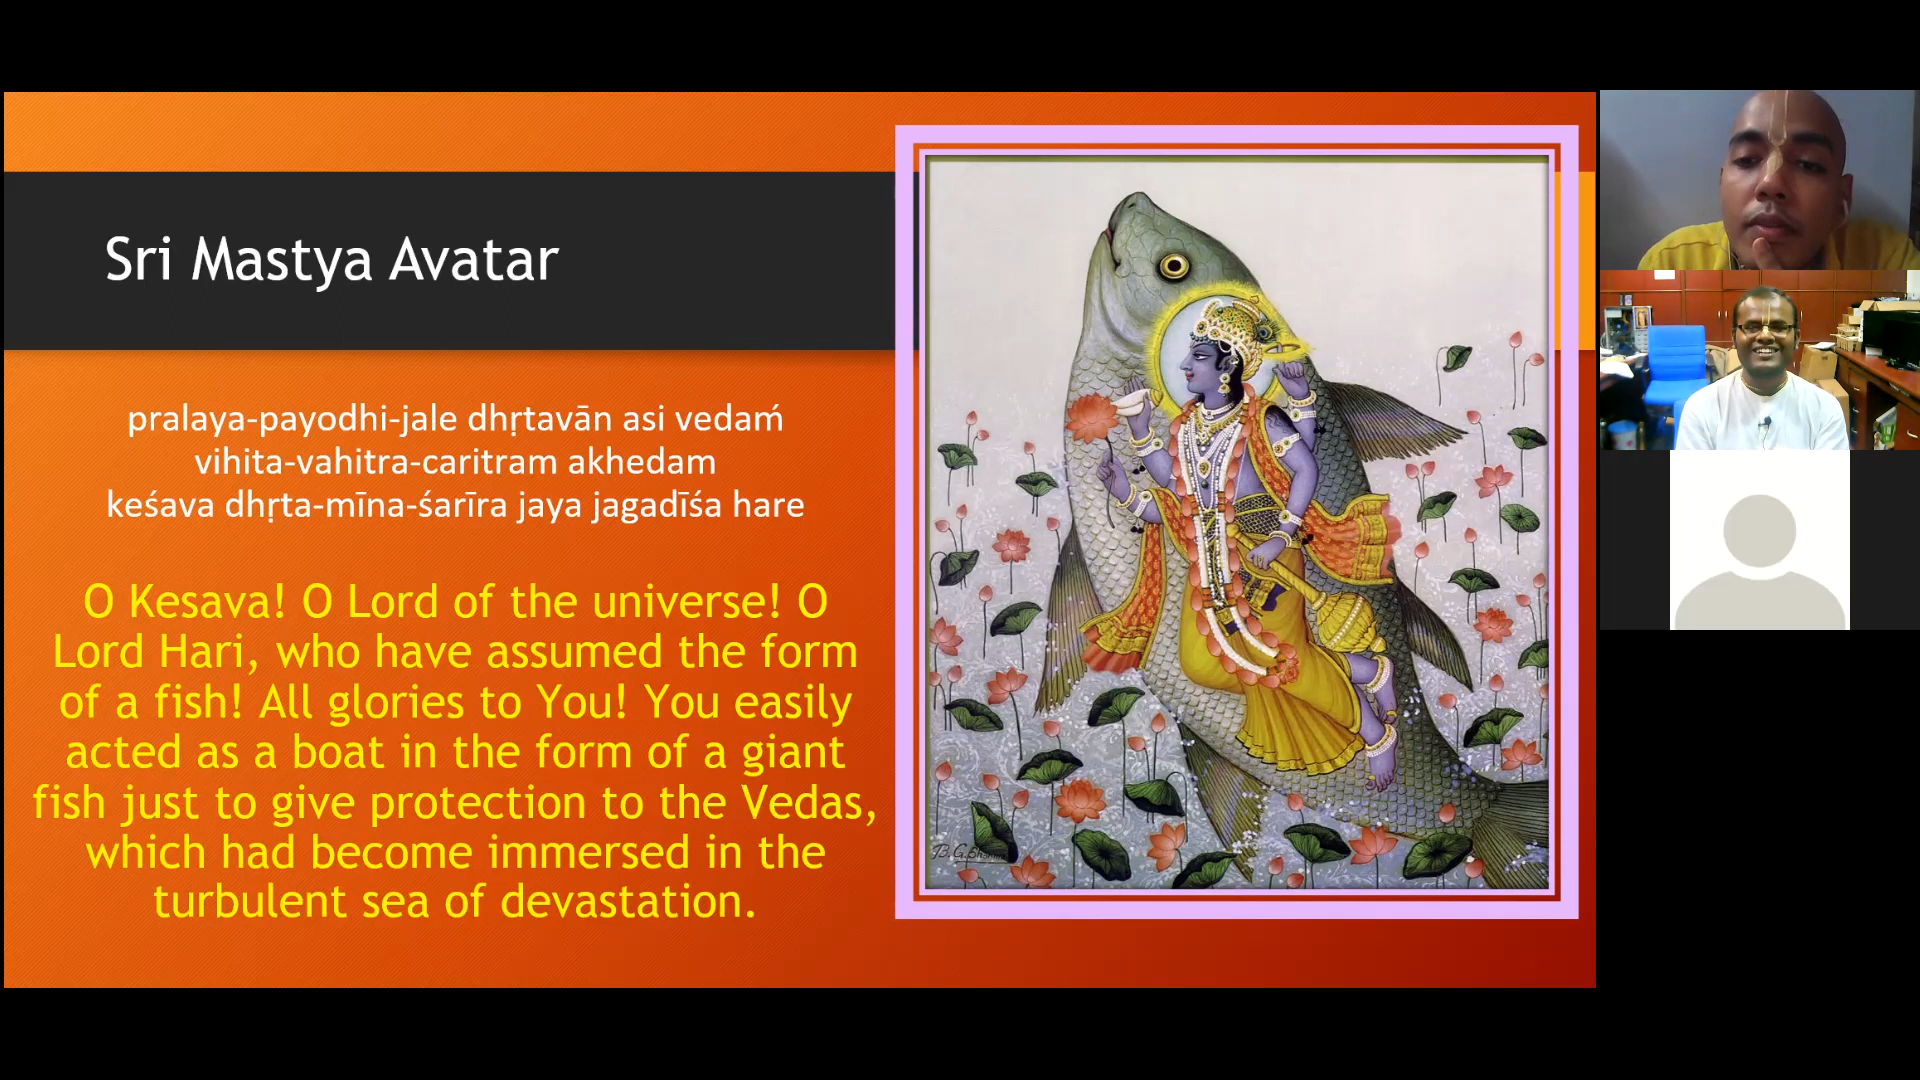 Sri Mastya Avatar
pralaya-payodhi-jale dhṛtavān asi vedaḿ
vihita-vahitra-caritram akhedam
keśava dhṛta-mīna-śarīra jaya jagadīśa hare
O Kesava! O Lord of the universe! O
Lord Hari, who have assumed the form
of a fish! All glories to You! You easily
acted as a boat in the form of a giant
fish just to give protection to the Vedas,
which had become immersed in the
turbulent sea of devastation.
B.G.Sharma